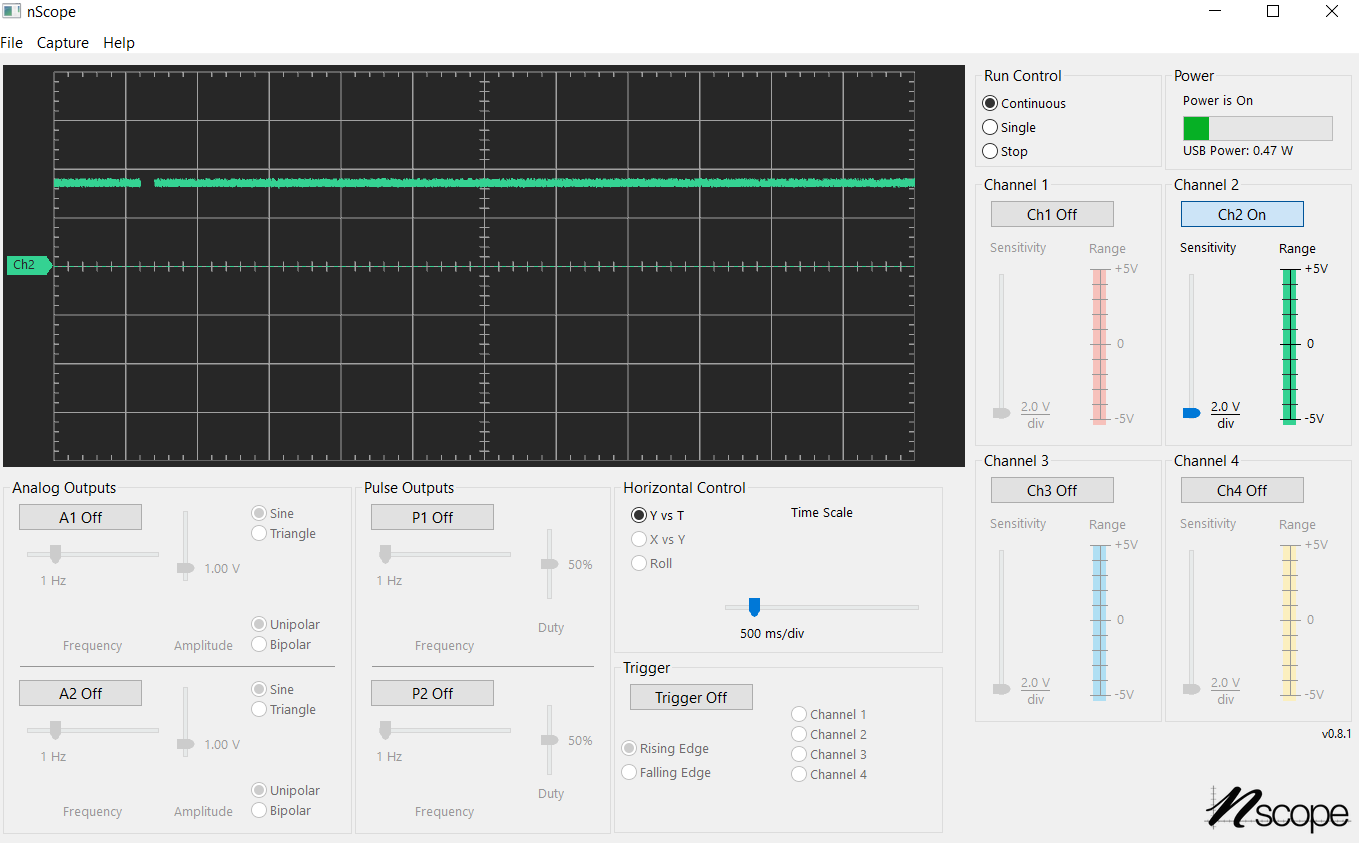 nScope
File Capture Help
Ch2
Run Control
Continuous
Single
Stop
Power
Power is On
USB Power: 0.47 W
Channel 1
Ch1 Off
Sensitivity Range
+5V
0
-5V
2.0 V
div
Channel 2
Ch2 On
Sensitivity Range
+5V
0
-5V
2.0 V
div
Channel 3
Ch3 Off
Sensitivity Range
+5V
0
-5V
2.0 V
div
Channel 4
Ch4 Off
Sensitivity Range
+5V
0
-5V
2.0 V
div
Analog Outputs
A1 Off
Sine
Triangle
1 Hz
1.00 V
Unipolar
Bipolar
Frequency Amplitude
A2 Off
Sine
Triangle
1 Hz
1.00 V
Unipolar
Bipolar
Frequency Amplitude
Pulse Outputs
P1 Off
1 Hz
50%
Duty
Frequency
P2 Off
1 Hz
50%
Duty
Frequency
Horizontal Control
Y vs T
X vs Y
Roll
Time Scale
500 ms/div
Trigger
Trigger Off
Rising Edge
Falling Edge
Channel 1
Channel 2
Channel 3
Channel 4
v0.8.1
nscope